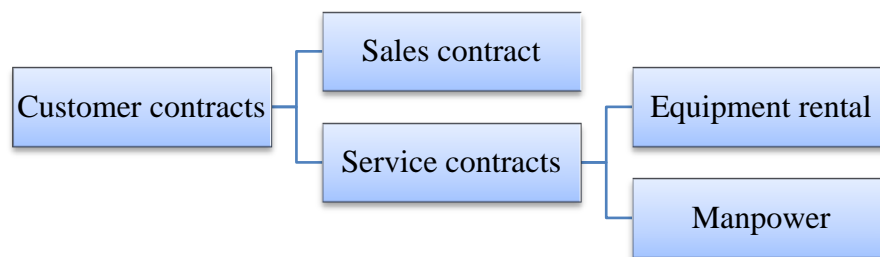 Sales contract
Customer contracts
Equipment rental
Service contracts
Manpower